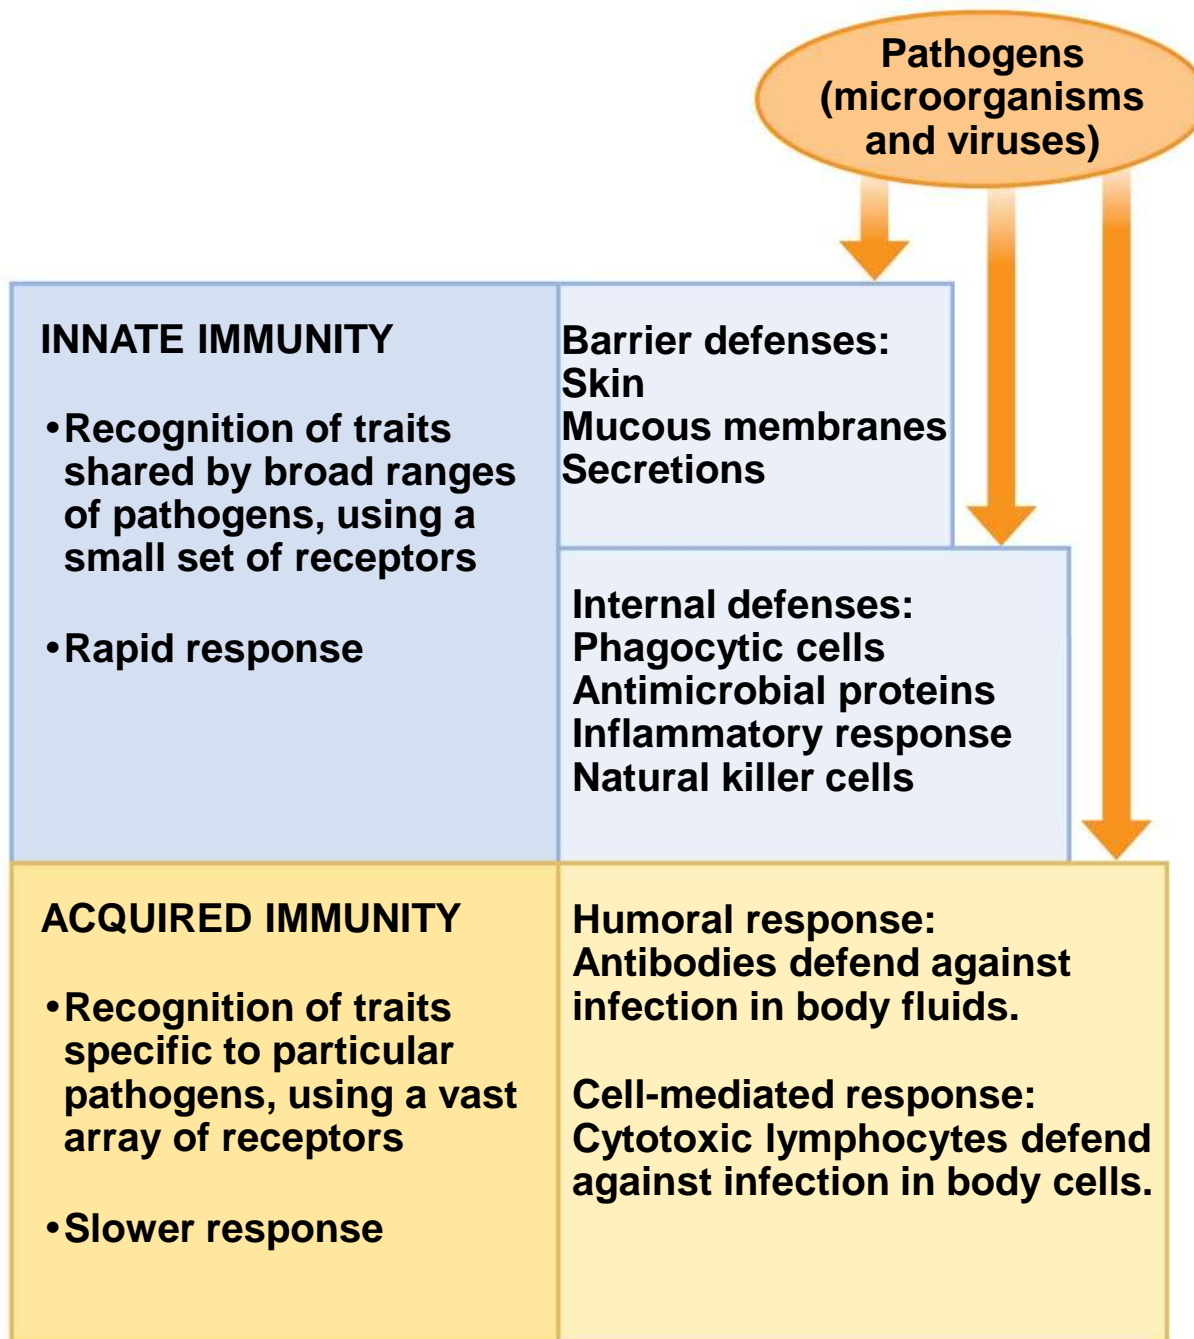 Pathogens
(microorganisms
and viruses)
INNATE IMMUNITY
•Recognition of traits
shared by broad ranges
of pathogens, using a
small set of receptors
•Rapid response
Barrier defenses:
Skin
Mucous membranes
Secretions
Internal defenses:
Phagocytic cells
Antimicrobial proteins
Inflammatory response
Natural killer cells
ACQUIRED IMMUNITY
•Recognition of traits
specific to particular
pathogens, using a vast
array of receptors
•Slower response
Humoral response:
Antibodies defend against
infection in body fluids.
Cell-mediated response:
Cytotoxic lymphocytes defend
against infection in body cells.